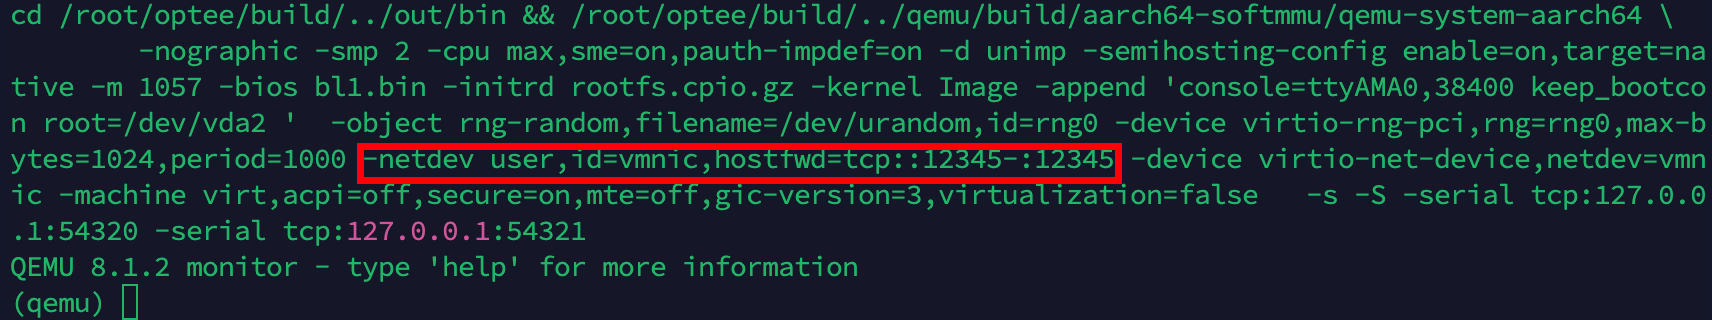 cd /root/optee/build/../out/bin && /root/optee/build/../qemu/build/aarch64-softmmu/qemu-system-aarch64 \
        -nographic -smp 2 -cpu max,sme=on,pauth-impdef=on -d unimp -semihosting-config enable=on,target=na
tive -m 1057 -bios bl1.bin -initrd rootfs.cpio.gz -kernel Image -append 'console=ttyAMA0,38400 keep_bootco
n root=/dev/vda2 '  -object rng-random,filename=/dev/urandom,id=rng0 -device virtio-rng-pci,rng=rng0,max-b
ytes=1024,period=1000 -netdev user,id=vmnic,hostfwd=tcp::12345-:12345 -device virtio-net-device,netdev=vmn
ic -machine virt,acpi=off,secure=on,mte=off,gic-version=3,virtualization=false   -s -S -serial tcp:127.0.0
.1:54320 -serial tcp:127.0.0.1:54321
QEMU 8.1.2 monitor - type 'help' for more information
(qemu)